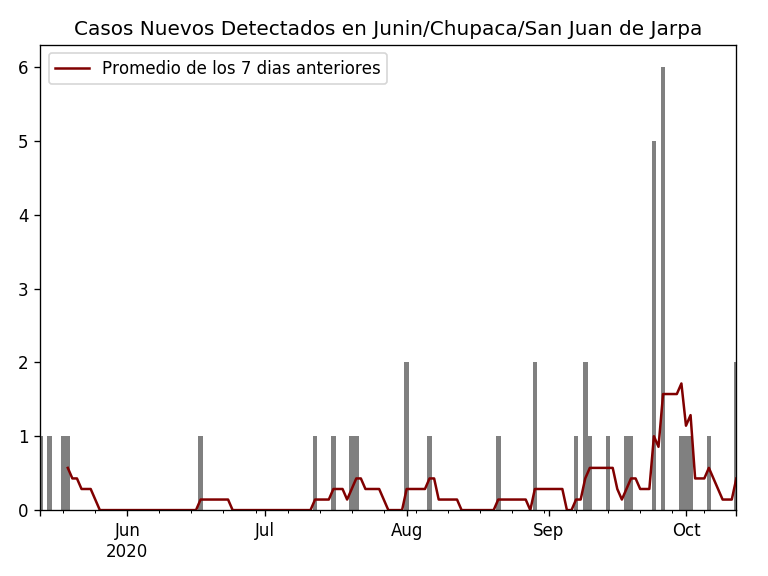 Casos Nuevos Detectados en Junin/Chupaca/San Juan de Jarpa
Promedio de los 7 dias anteriores
6
5
4
3
2
1
0
Jun Jul Aug Sep Oct
2020